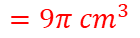 = 9π cm³